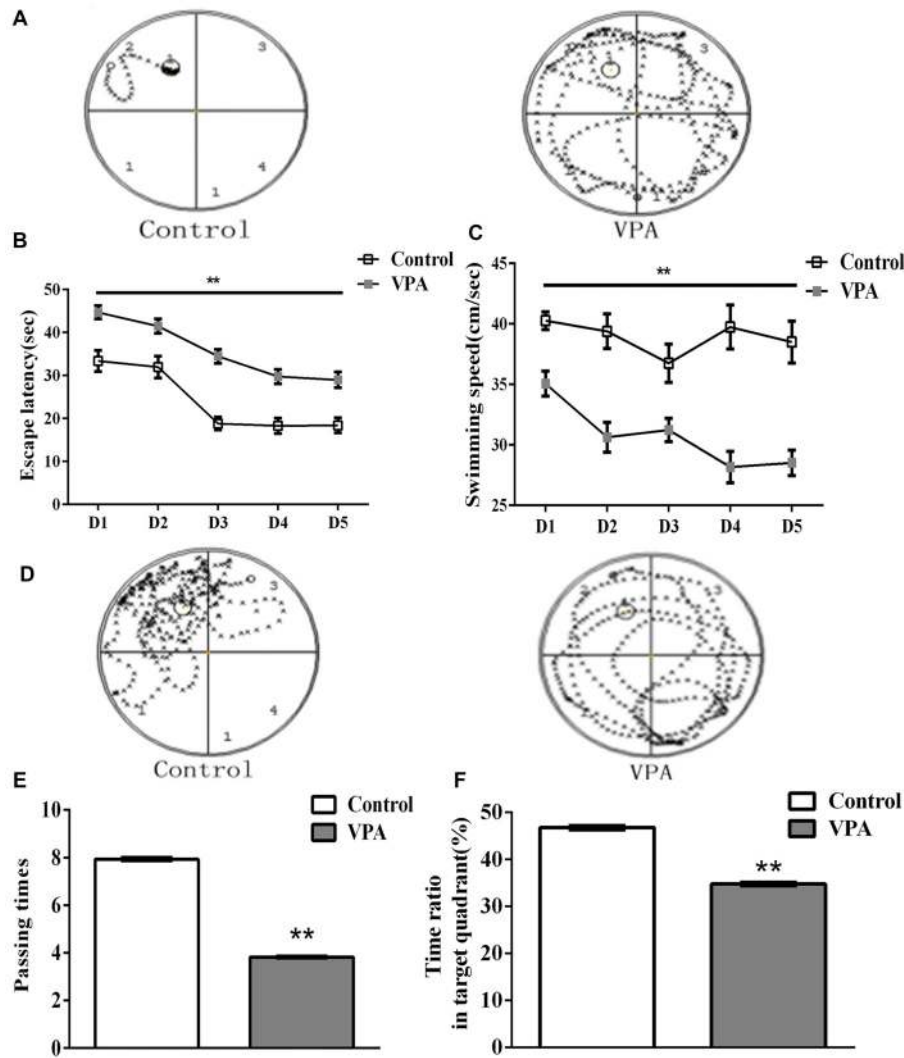 A
2
3
1
4
1
Control
3
1
VPA
B
Control
VPA
**
Escape latency(sec)
50
40
30
20
10
0
D1 D2 D3 D4 D5
C
Control
VPA
**
Swimming speed(cm/sec)
45
40
35
30
25
D1 D2 D3 D4 D5
D
3
1
4
1
Control
2
3
VPA
E
Control
VPA
Passing times
10
8
6
4
2
0
**
F
Control
VPA
Time ratio
in target quadrant(%)
50
40
30
20
10
0
**